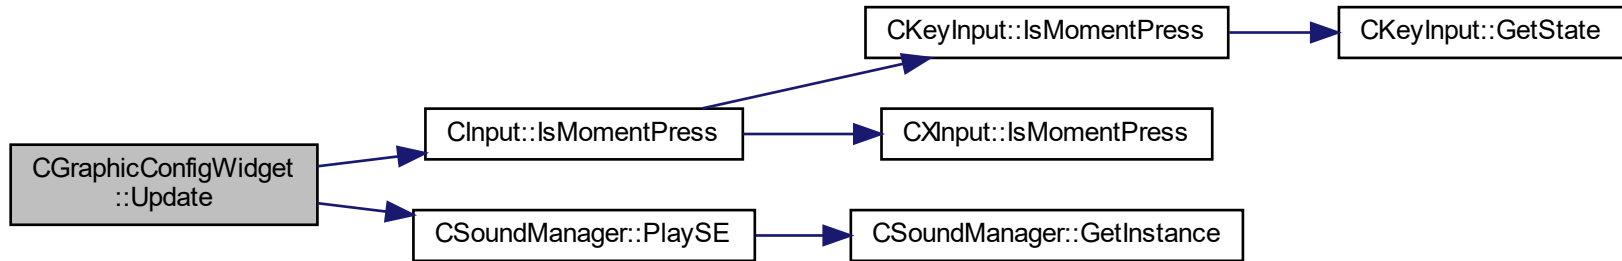 CKeyInput::IsMomentPress
CKeyInput::GetState
CInput::IsMomentPress
CXInput::IsMomentPress
CGraphicConfigWidget
::Update
CSoundManager::PlaySE
CSoundManager::GetInstance